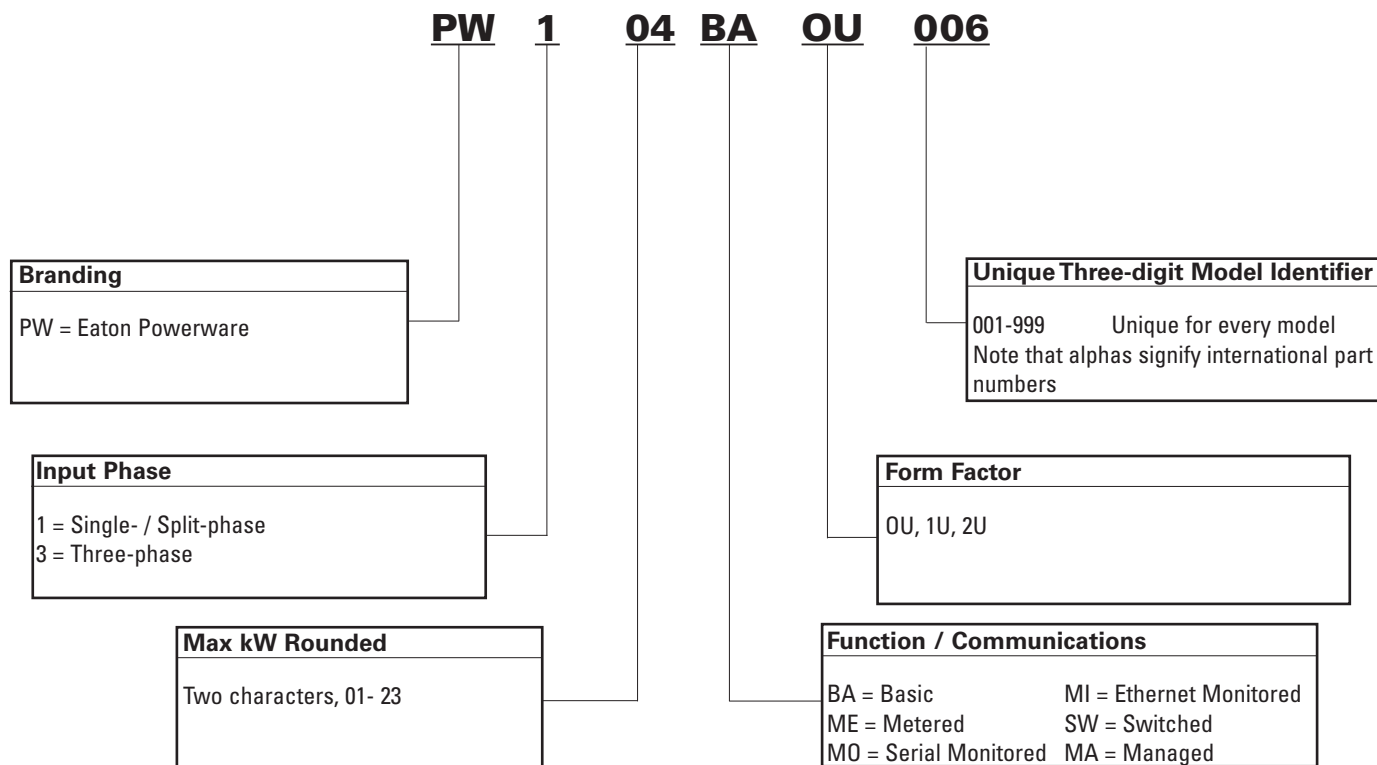 PW 1 04 BA OU 006
Branding
PW = Eaton Powerware
Unique Three-digit Model Identifier
001-999 Unique for every model
Note that alphas signify international part
numbers
Input Phase
1 = Single- / Split-phase
3 = Three-phase
Form Factor
OU, 1U, 2U
Max kW Rounded
Two characters, 01- 23
Function / Communications
BA = Basic MI = Ethernet Monitored
ME = Metered SW = Switched
MO = Serial Monitored MA = Managed